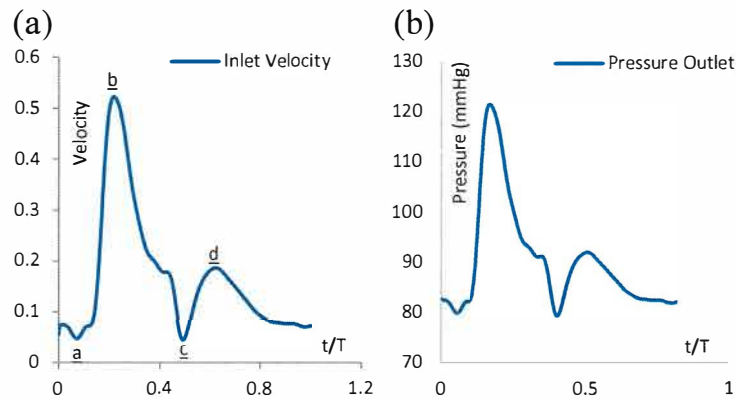 (a)
Inlet Velocity
Velocity
0.6
0.5
0.4
0.3
0.2
0.1
0
a
b
c
d
0
0.4
0.8
1.2
t/T
(b)
Pressure Outlet
Pressure (mmHg)
130
120
110
100
90
80
70
0
0.5
1
t/T